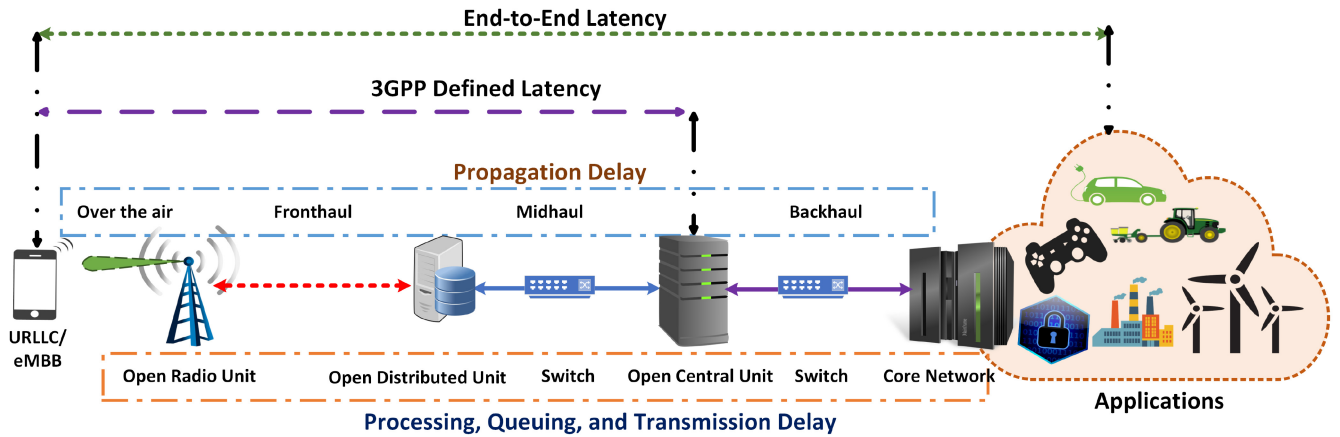 End-to-End Latency
3GPP Defined Latency
Propagation Delay
Over the air
Fronthaul
Midhaul
Backhaul
URLLC/
eMBB
Open Radio Unit
Open Distributed Unit
Switch
Open Central Unit
Switch
Core Network
Applications
Processing, Queuing, and Transmission Delay